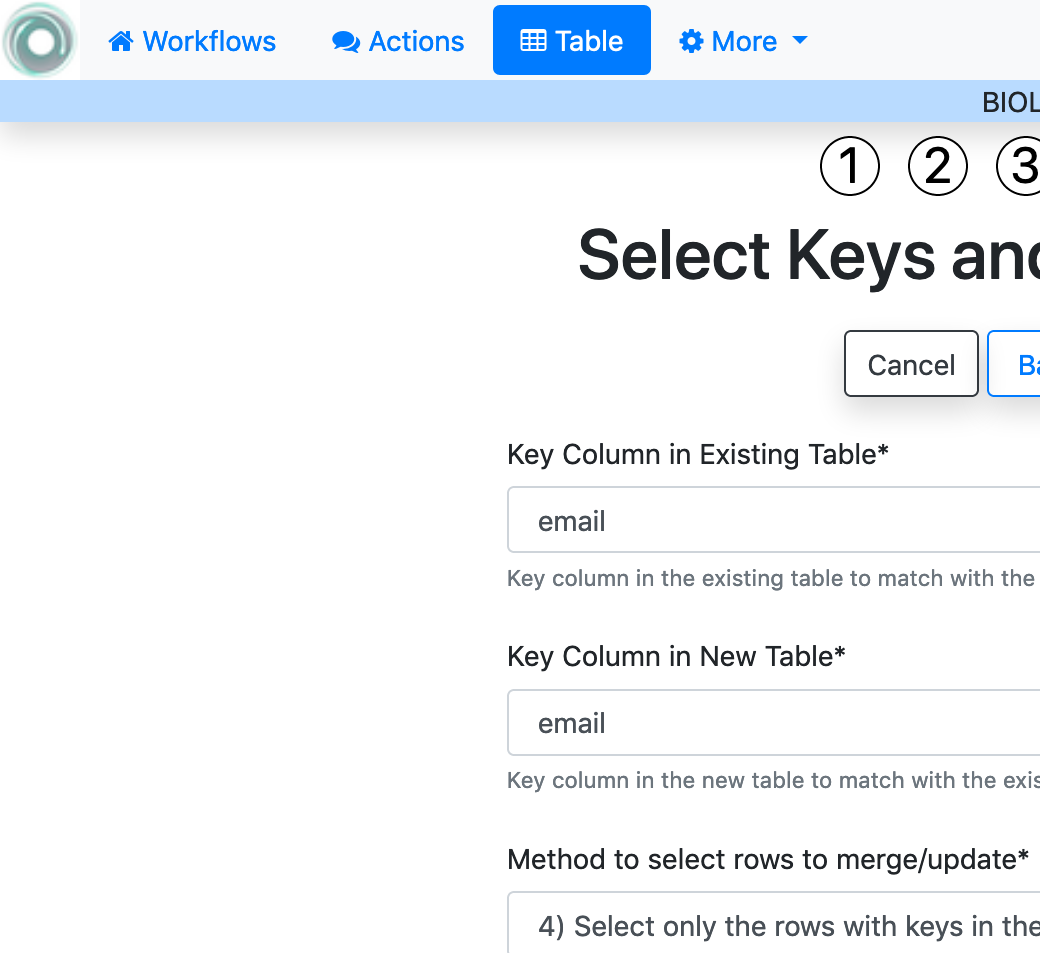 Workflows Actions Table More
BIOL
① ② ③
Select Keys and
Cancel Ba
Key Column in Existing Table*
email
Key column in the existing table to match with the
Key Column in New Table*
email
Key column in the new table to match with the exis
Method to select rows to merge/update*
4) Select only the rows with keys in the